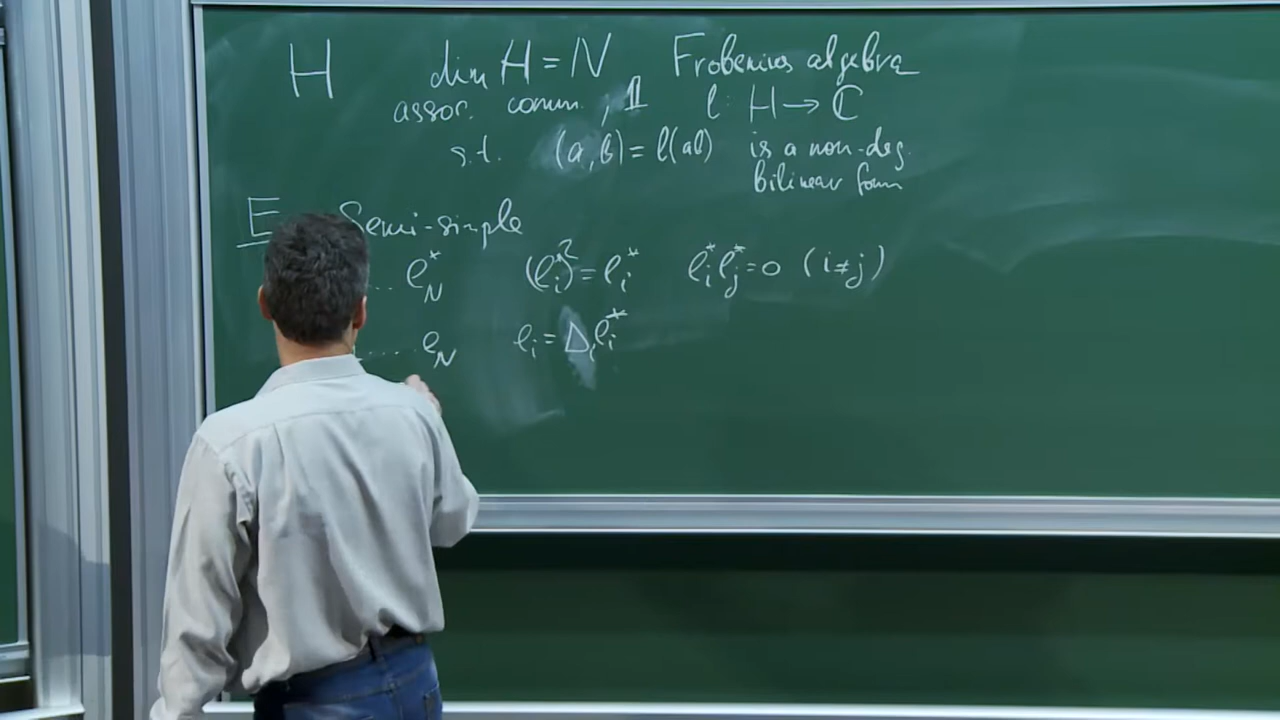 H dim H = N Frobenius algebra
assoc. comm., 𝟙 l: H → ℂ
s.t. (a,b) = l(ab) is a non-deg.
bilinear form
E Semi-simple
... e*_N (e*_i)² = e*_i e*_i e*_j = 0 (i≠j)
.... e_N e_i = Δ_i e*_i